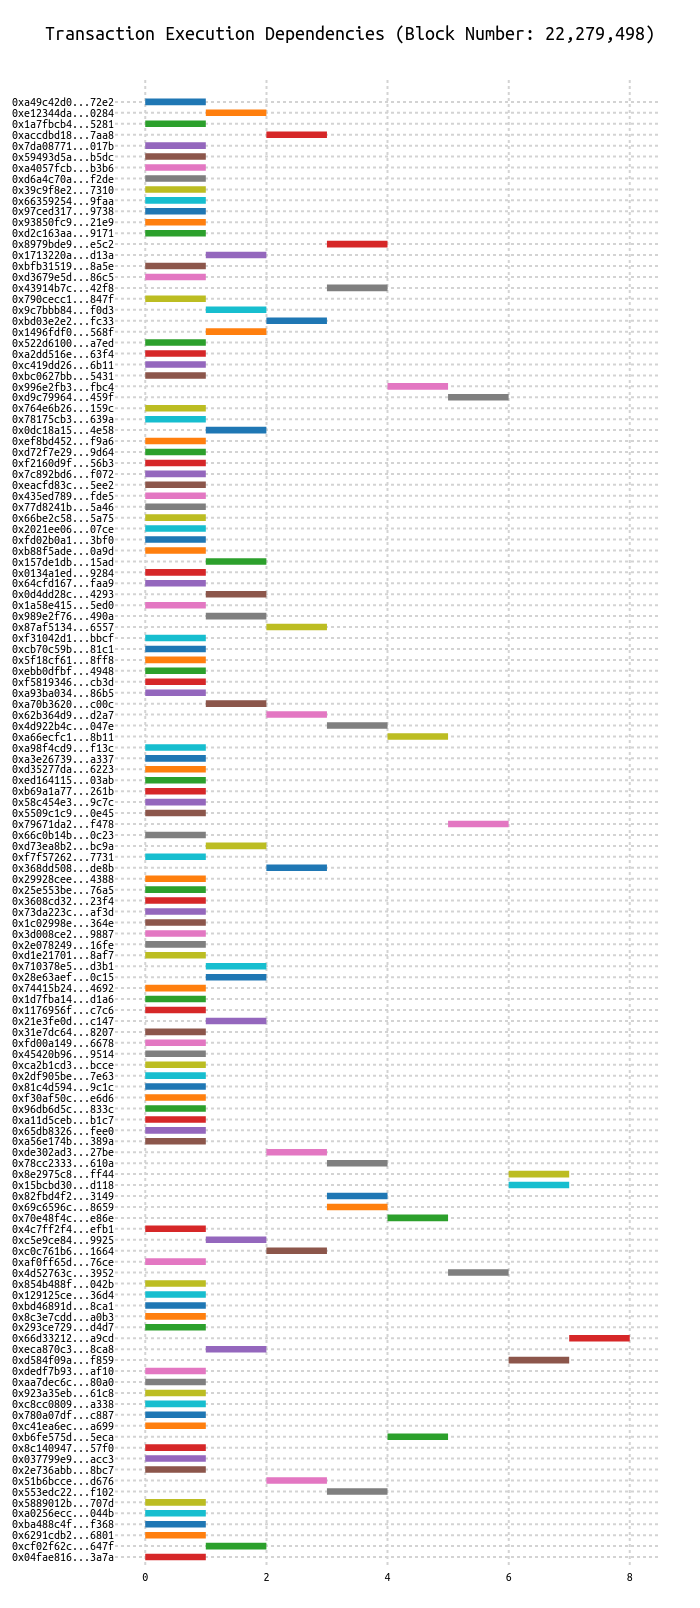 Transaction Execution Dependencies (Block Number: 22,279,498)
0xa49c42d0...72e2
0xe12344da...0284
0x1a7fbcb4...5281
0xaccdbd18...7aa8
0x7da08771...017b
0x59493d5a...b5dc
0xa4057fcb...b3b6
0xd6a4c70a...f2de
0x39c9f8e2...7310
0x66359254...9faa
0x97ced317...9738
0x93850fc9...21e9
0xd2c163aa...9171
0x8979bde9...e5c2
0x1713220a...d13a
0xbfb31519...8a5e
0xd3679e5d...86c5
0x43914b7c...42f8
0x790cecc1...847f
0x9c7bbb84...f0d3
0xbd03e2e2...fc33
0x1496fdf0...568f
0x522d6100...a7ed
0xa2dd516e...63f4
0xc419dd26...6b11
0xbc0627bb...5431
0x996e2fb3...fbc4
0xd9c79964...459f
0x764e6b26...159c
0x78175cb3...639a
0x0dc18a15...4e58
0xef8bd452...f9a6
0xd72f7e29...9d64
0xf2160d9f...56b3
0x7c892bd6...f072
0xeacfd83c...5ee2
0x435ed789...fde5
0x77d8241b...5a46
0x66be2c58...5a75
0x2021ee06...07ce
0xfd02b0a1...3bf0
0xb88f5ade...0a9d
0x157de1db...15ad
0x0134a1ed...9284
0x64cfd167...faa9
0x0d4dd28c...4293
0x1a58e415...5ed0
0x989e2f76...490a
0x87af5134...6557
0xf31042d1...bbcf
0xcb70c59b...81c1
0x5f18cf61...8ff8
0xebb0dfbf...4948
0xf5819346...cb3d
0xa93ba034...86b5
0xa70b3620...c00c
0x62b364d9...d2a7
0x4d922b4c...047e
0xa66ecfc1...8b11
0xa98f4cd9...f13c
0xa3e26739...a337
0xd35277da...6223
0xed164115...03ab
0xb69a1a77...261b
0x58c454e3...9c7c
0x5509c1c9...0e45
0x79671da2...f478
0x66c0b14b...0c23
0xd73ea8b2...bc9a
0xf7f57262...7731
0x368dd508...de8b
0x29928cee...4388
0x25e553be...76a5
0x3608cd32...23f4
0x73da223c...af3d
0x1c02998e...364e
0x3d008ce2...9887
0x2e078249...16fe
0xd1e21701...8af7
0x710378e5...d3b1
0x28e63aef...0c15
0x74415b24...4692
0x1d7fba14...d1a6
0x1176956f...c7c6
0x21e3fe0d...c147
0x31e7dc64...8207
0xfd00a149...6678
0x45420b96...9514
0xca2b1cd3...bcce
0x2df905be...7e63
0x81c4d594...9c1c
0xf30af50c...e6d6
0x96db6d5c...833c
0xa11d5ceb...b1c7
0x65db8326...fee0
0xa56e174b...389a
0xde302ad3...27be
0x78cc2333...610a
0x8e2975c8...ff44
0x15bcbd30...d118
0x82fbd4f2...3149
0x69c6596c...8659
0x70e48f4c...e86e
0x4c7ff2f4...efb1
0xc5e9ce84...9925
0xc0c761b6...1664
0xaf0ff65d...76ce
0x4d52763c...3952
0x854b488f...042b
0x129125ce...36d4
0xbd46891d...8ca1
0x8c3e7cdd...a0b3
0x293ce729...d4d7
0x66d33212...a9cd
0xeca870c3...8ca8
0xd584f09a...f859
0xdedf7b93...af10
0xaa7dec6c...80a0
0x923a35eb...61c8
0xc8cc0809...a338
0x780a07df...c887
0xc41ea6ec...a699
0xb6fe575d...5eca
0x8c140947...57f0
0x037799e9...acc3
0x2e736abb...8bc7
0x51b6bcce...d676
0x553edc22...f102
0x5889012b...707d
0xa0256ecc...044b
0xba488c4f...f368
0x6291cdb2...6801
0xcf02f62c...647f
0x04fae816...3a7a
0 2 4 6 8